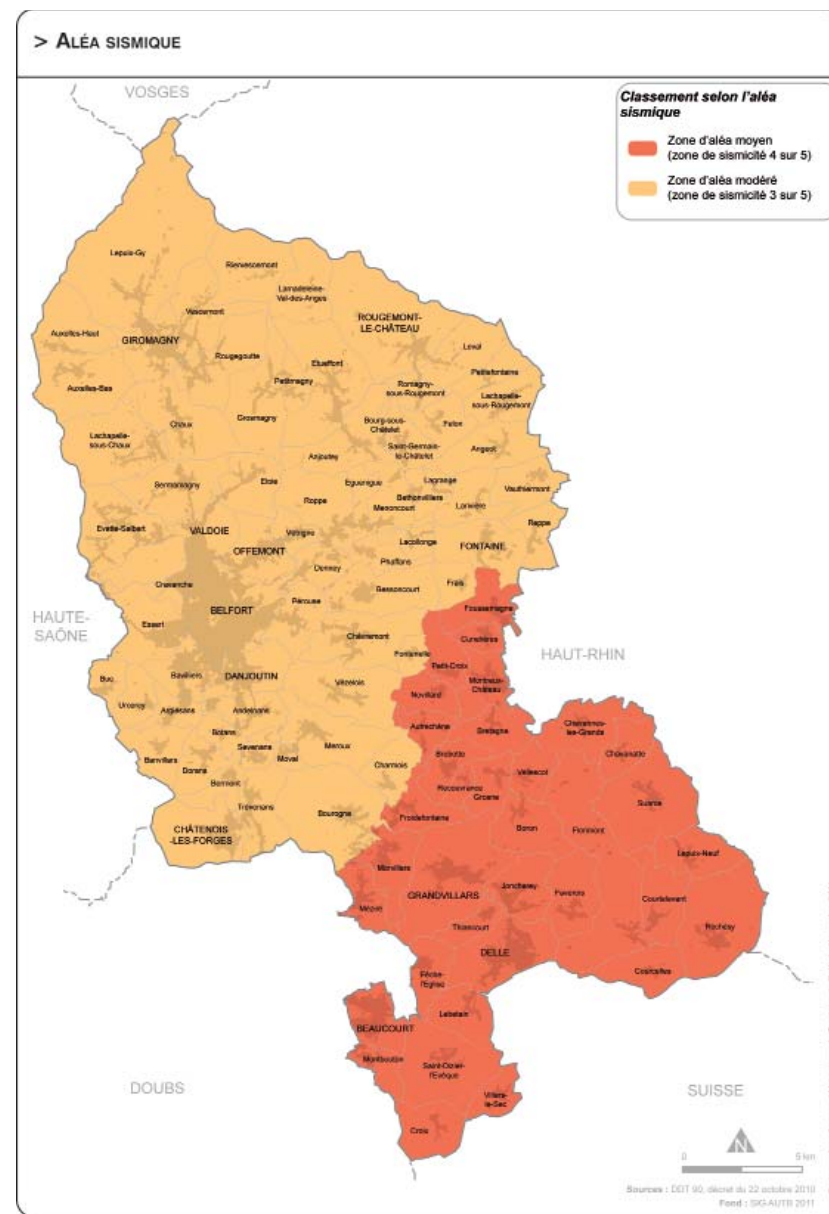 > ALÉA SISMIQUE
VOSGES
Classement selon l'aléa
sismique
Zone d'aléa moyen
(zone de sismicité 4 sur 5)
Zone d'aléa modéré
(zone de sismicité 3 sur 5)
Lepuix-Gy
Riervescemont
Lamadeleine-
Val-des-Anges
Vescemont
ROUGEMONT-
LE-CHÂTEAU
Auxelles-Haut
GIROMAGNY
Rougegoutte
Etueffont
Leval
Petitefontaine
Petitmagny
Auxelles-Bas
Romagny-
sous-Rougemont
Lachapelle-
sous-Rougemont
Chaux
Grosmagny
Bourg-sous-
Châtelet
Felon
Lachapelle-
sous-Chaux
Anjoutey
Saint-Germain-
le-Châtelet
Angeot
Sermamagny
Eloie
Eguenigue
Lagrange
Vauthiermont
Roppe
Bethonvilliers
Menoncourt
Larivière
Reppe
Evette-Salbert
VALDOIE
Vétrigne
OFFEMONT
Lacollonge
FONTAINE
Phaffans
Denney
Cravanche
Frais
Bessoncourt
Pérouse
BELFORT
Foussemagne
HAUTE-
SAÔNE
Essert
Chèvremont
Cunelières
Fontenelle
HAUT-RHIN
Petit-Croix
Buc
Bavilliers
DANJOUTIN
Vézelois
Montreux-
Château
Novillard
Urcerey
Argiésans
Andelnans
Autrechêne
Bretagne
Chavannes-
les-Grands
Botans
Sevenans
Meroux
Moval
Brebotte
Chavanatte
Banvillars
Dorans
Charmois
Vellescot
Bermont
Recouvrance
Grosne
Suarce
Trévenans
Bourogne
Froidefontaine
Boron
Florimont
CHÂTENOIS
-LES-FORGES
Lepuix-Neuf
Morvillars
Joncherey
GRANDVILLARS
Faverois
Courtelevant
Méziré
Thiancourt
Réchésy
DELLE
Courcelles
Fêche-
l'Eglise
Lebetain
BEAUCOURT
Montbouton
Saint-Dizier-
l'Evêque
DOUBS
SUISSE
Villars-
le-Sec
Croix
N
0 5 km
Sources : DDT 90, décret du 22 octobre 2010
Fond : SIG-AUTB 2011